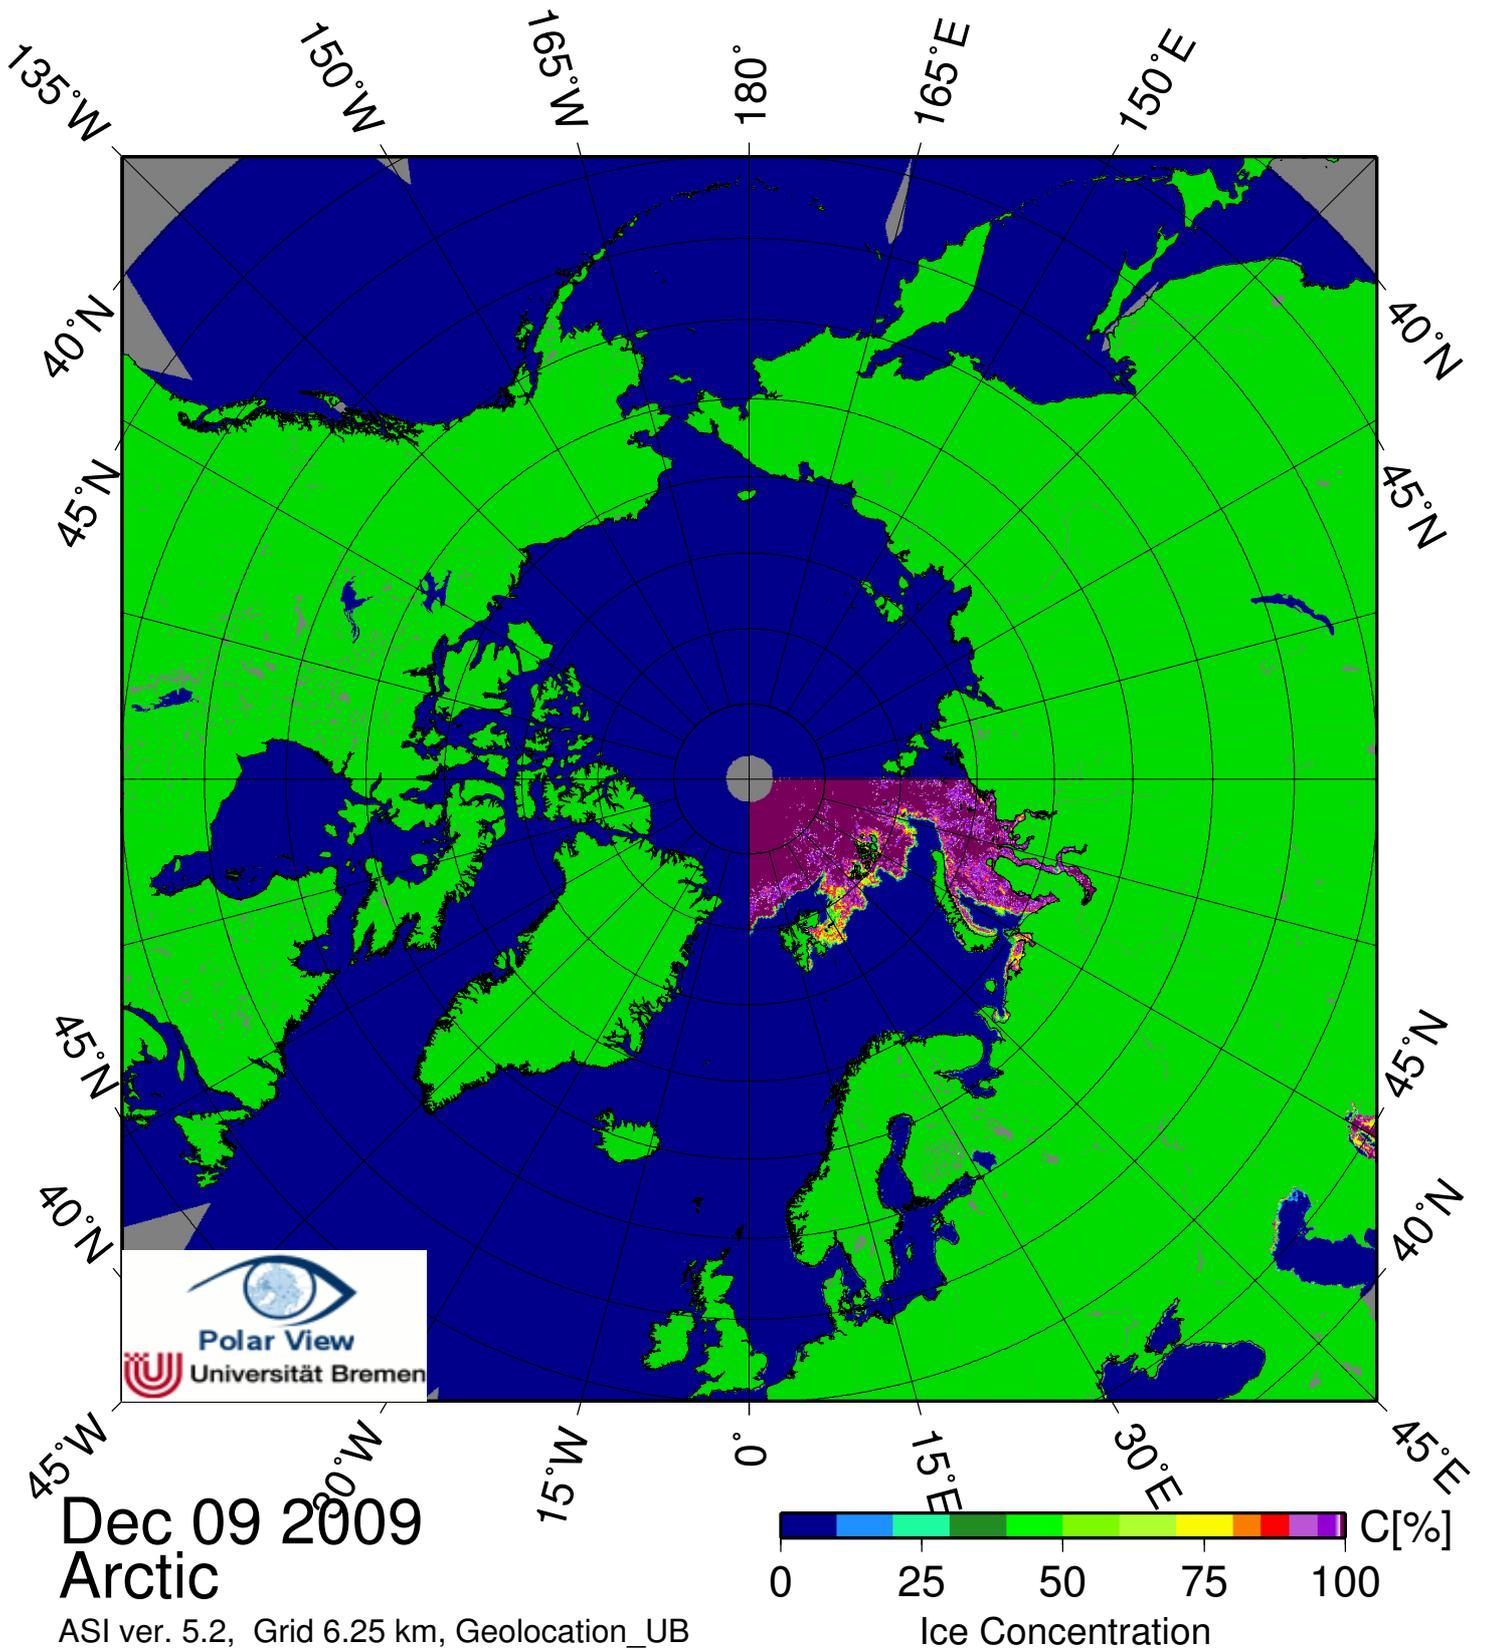 135°W
150°W
165°W
180°
165°E
150°E
40°N
45°N
45°N
40°N
40°N
45°N
45°N
40°N
Polar View
Universität Bremen
45°W
30°W
15°W
0°
15°E
30°E
45°E
Dec 09 2009
Arctic
ASI ver. 5.2, Grid 6.25 km, Geolocation_UB
C[%]
0 25 50 75 100
Ice Concentration